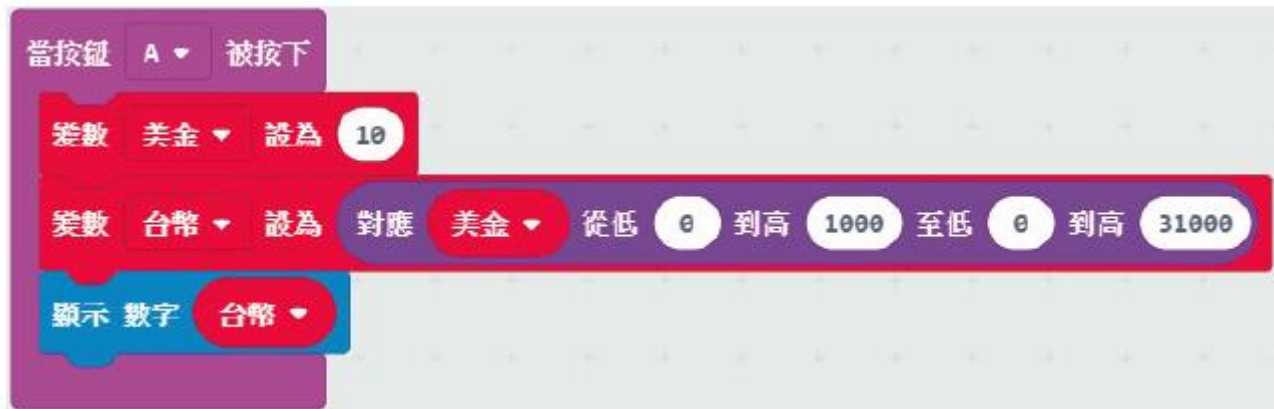 當按鈕 A 被按下
變數 美金 設為 10
變數 台幣 設為 對應 美金 從低 0 到高 1000 至低 0 到高 31000
顯示 數字 台幣